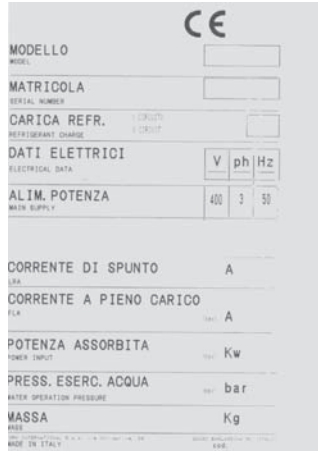 CE
MODELLO
MODEL
MATRICOLA
SERIAL NUMBER
CARICA REFR. 1 CIRCUITO
REFRIGERANT CHARGE 1 CIRCUIT
DATI ELETTRICI V ph Hz
ELECTRICAL DATA
ALIM. POTENZA 400 3 50
MAIN SUPPLY
CORRENTE DI SPUNTO A
LRA
CORRENTE A PIENO CARICO
FLA A
POTENZA ASSORBITA Kw
POWER INPUT
PRESS. ESERC. ACQUA bar
WATER OPERATION PRESSURE
MASSA Kg
MASS
MADE IN ITALY